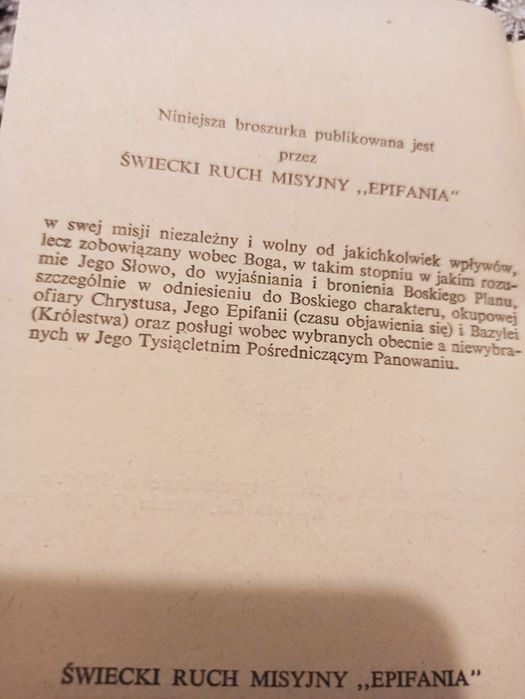 Niniejsza broszurka publikowana jest
przez
ŚWIECKI RUCH MISYJNY ,,EPIFANIA"
w swej misji niezależny i wolny od jakichkolwiek wpływów,
lecz zobowiązany wobec Boga, w takim stopniu w jakim rozu-
mie Jego Słowo, do wyjaśniania i bronienia Boskiego Planu,
szczególnie w odniesieniu do Boskiego charakteru, okupowej
ofiary Chrystusa, Jego Epifanii (czasu objawienia się) i Bazylei
(Królestwa) oraz posługi wobec wybranych obecnie a niewybra-
nych w Jego Tysiącletnim Pośredniczącym Panowaniu.
ŚWIECKI RUCH MISYJNY ,,EPIFANIA"